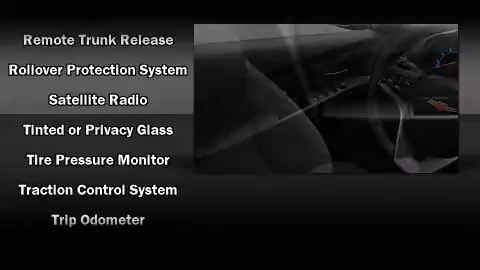 Remote Trunk Release
Rollover Protection System
Satellite Radio
Tinted or Privacy Glass
Tire Pressure Monitor
Traction Control System
Trip Odometer